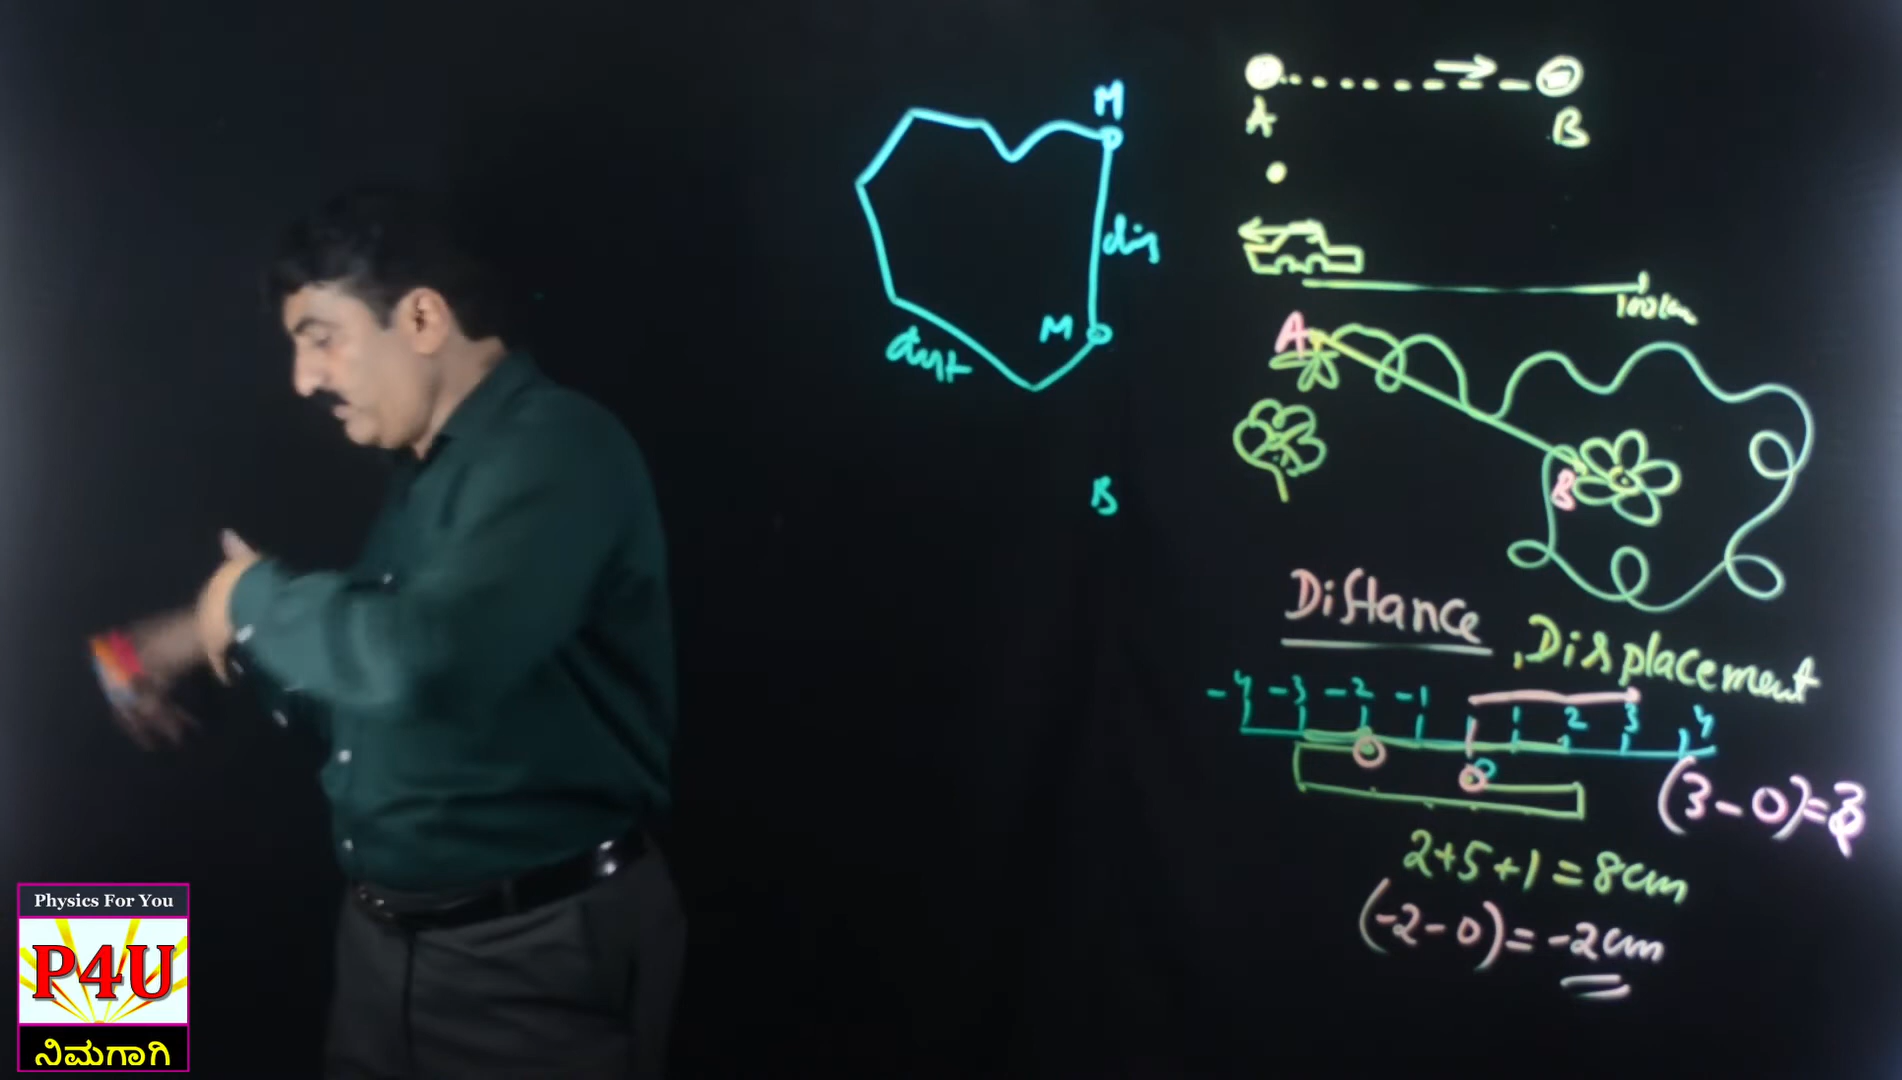 M
A
B
dis
100km
M
A
dist
B
B
Distance, Displacement
-4 -3 -2 -1 1 2 3 4
0
(3-0)=3
2+5+1=8cm
(-2-0)=-2cm
Physics For You
P4U
ನಿಮಗಾಗಿ